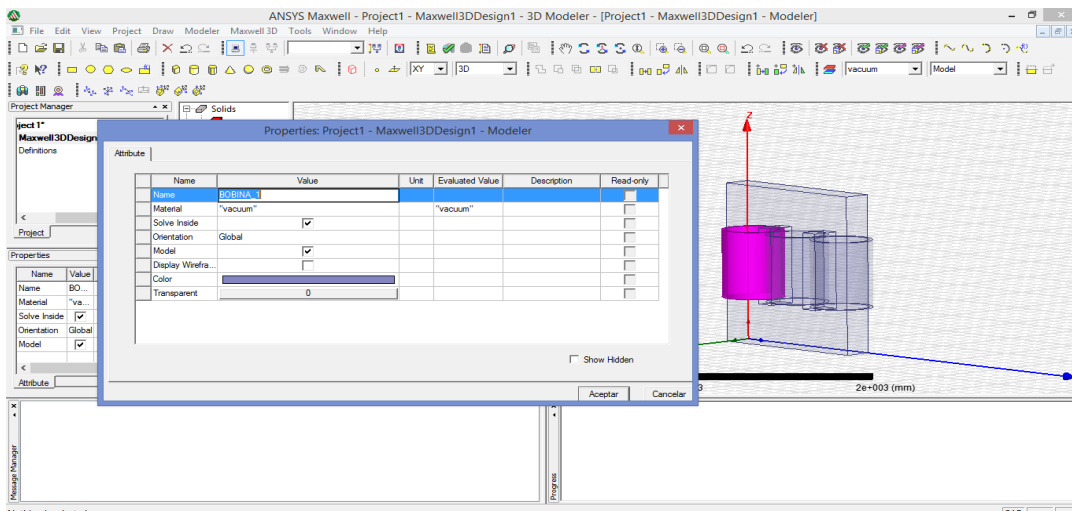 ANSYS Maxwell - Project1 - Maxwell3DDesign1 - 3D Modeler - [Project1 - Maxwell3DDesign1 - Modeler]
File Edit View Project Draw Modeler Maxwell 3D Tools Window Help
XY 3D vacuum Model
Project Manager
Solids
ject1*
Maxwell3DDesign
Definitions
Project
Properties
Name Value
Name BO...
Material "va...
Solve Inside
Orientation Global
Model
Attribute
Properties: Project1 - Maxwell3DDesign1 - Modeler
Attribute
Name Value Unit Evaluated Value Description Read-only
Name BOBINA_1
Material "vacuum" "vacuum"
Solve Inside
Orientation Global
Model
Display Wirefra...
Color
Transparent 0
Show Hidden
Aceptar Cancelar
Z
3 2e+003 (mm)
Message Manager
Progress